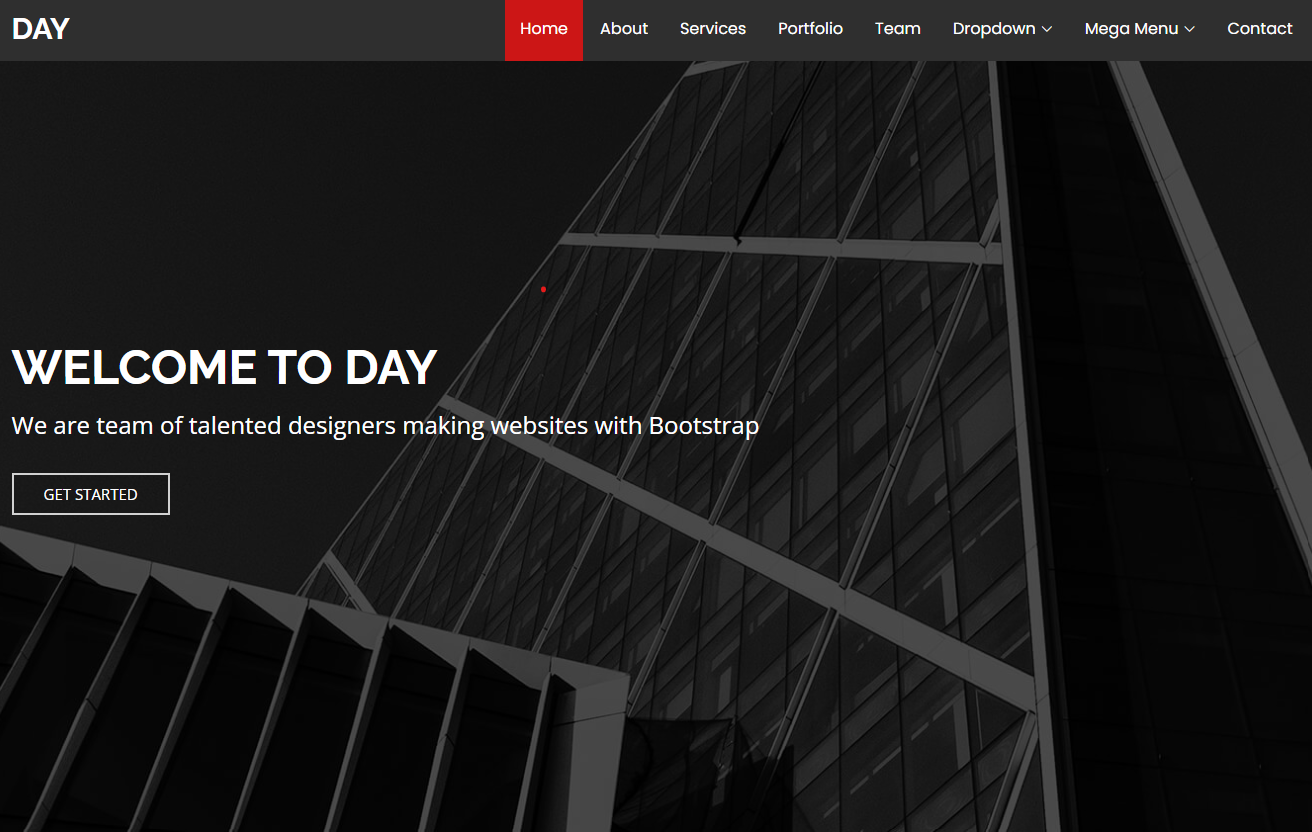 DAY
Home About Services Portfolio Team Dropdown Mega Menu Contact
WELCOME TO DAY
We are team of talented designers making websites with Bootstrap
GET STARTED